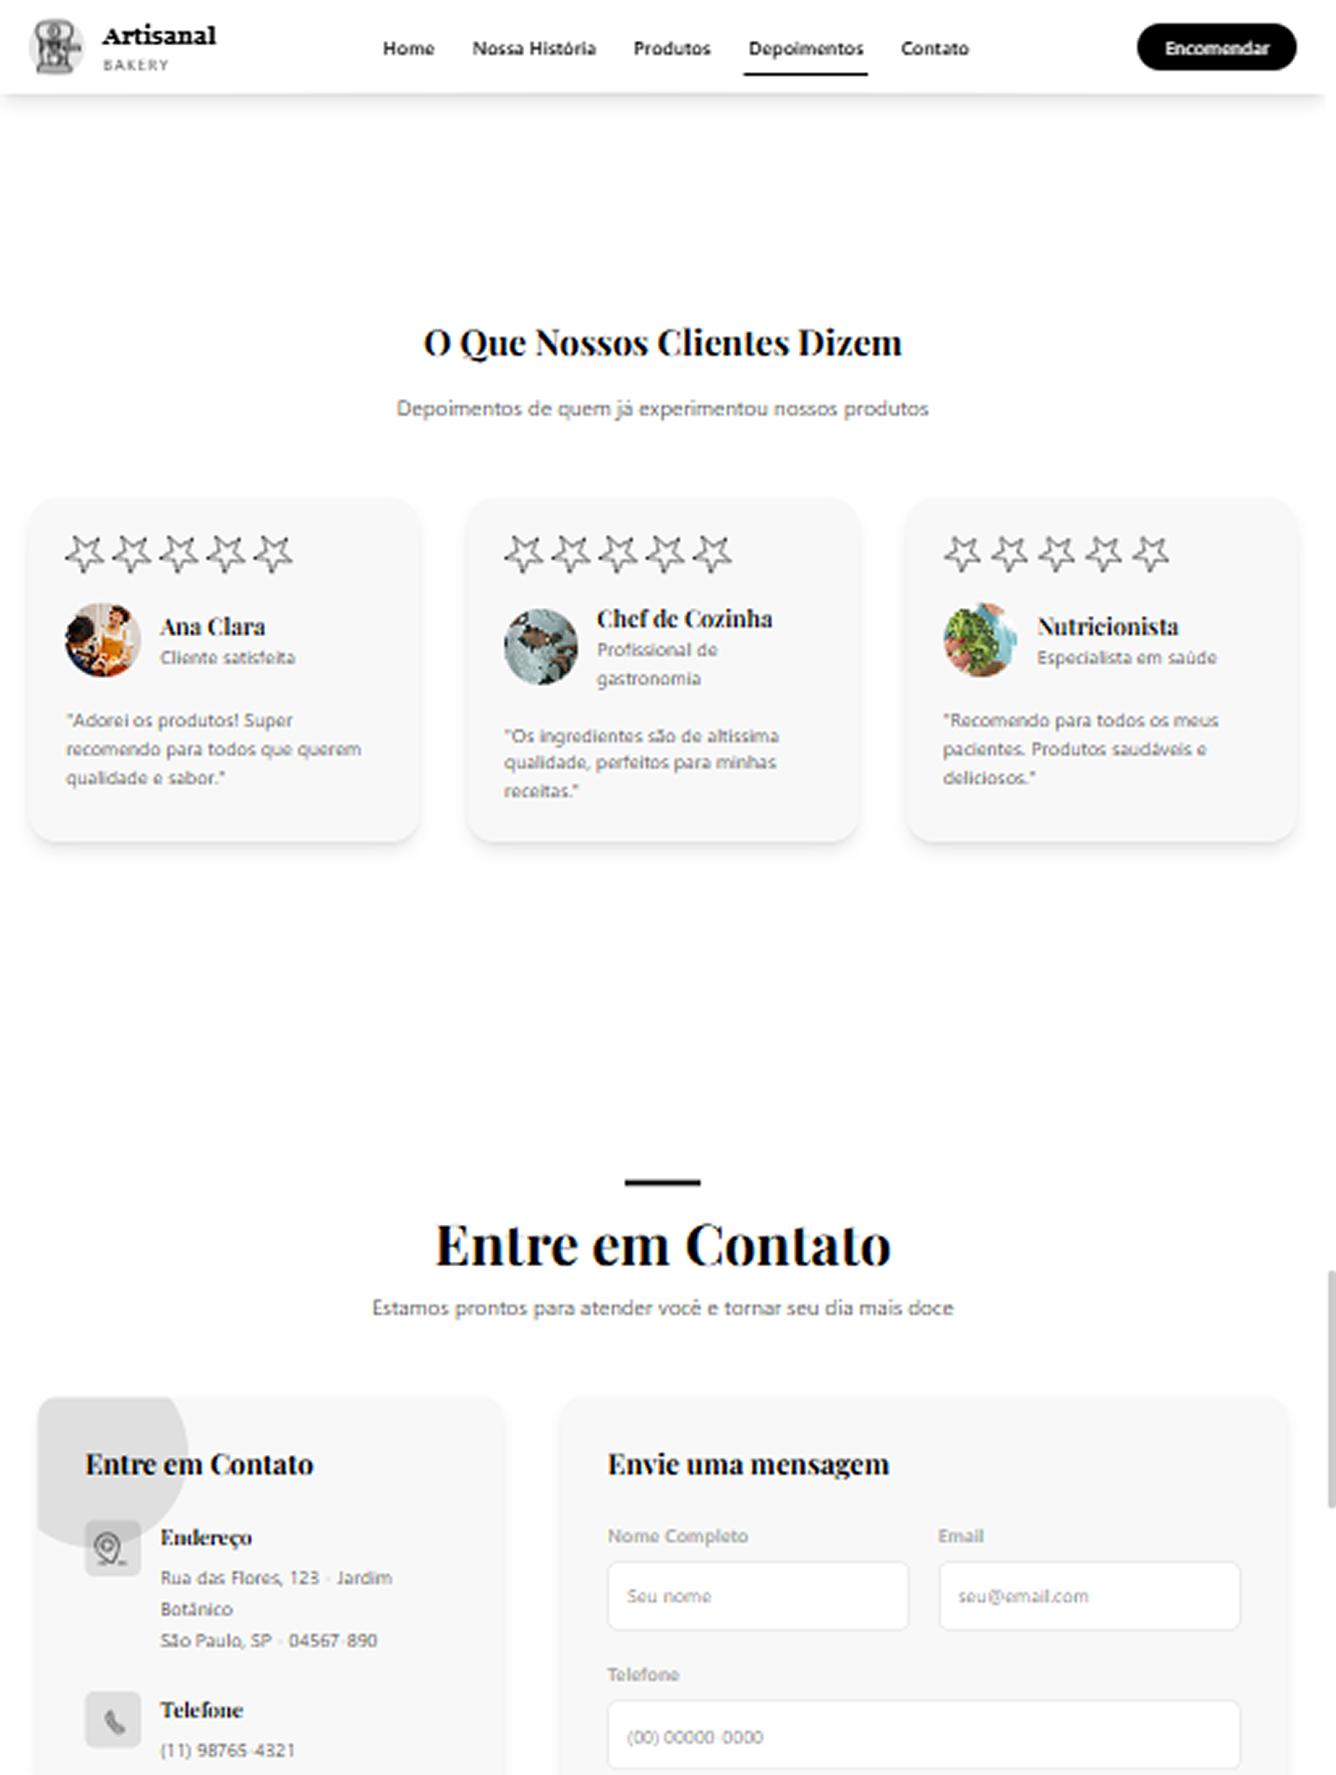 Artisanal
BAKERY
Home
Nossa História
Produtos
Depoimentos
Contato
Encomendar
O Que Nossos Clientes Dizem
Depoimentos de quem já experimentou nossos produtos
Ana Clara
Cliente satisfeita
"Adorei os produtos! Super
recomendo para todos que querem
qualidade e sabor."
Chef de Cozinha
Profissional de
gastronomia
"Os ingredientes são de altíssima
qualidade, perfeitos para minhas
receitas."
Nutricionista
Especialista em saúde
"Recomendo para todos os meus
pacientes. Produtos saudáveis e
deliciosos."
Entre em Contato
Estamos prontos para atender você e tornar seu dia mais doce
Entre em Contato
Endereço
Rua das Flores, 123 - Jardim
Botânico
São Paulo, SP - 04567-890
Telefone
(11) 98765-4321
Envie uma mensagem
Nome Completo
Email
Seu nome
seu@email.com
Telefone
(00) 00000-0000